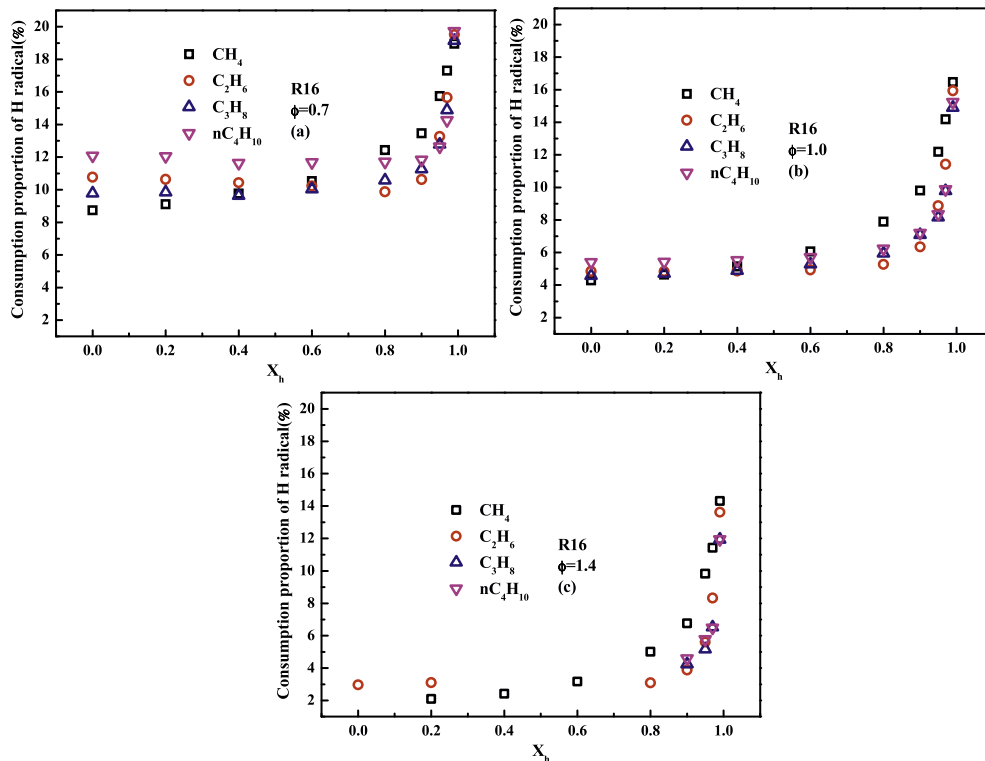 Consumption proportion of H radical(%)
20
18
16
14
12
10
8
6
4
2
CH4
C2H6
C3H8
nC4H10
R16
ϕ=0.7
(a)
0.0 0.2 0.4 0.6 0.8 1.0
Xh
Consumption proportion of H radical(%)
20
18
16
14
12
10
8
6
4
2
CH4
C2H6
C3H8
nC4H10
R16
ϕ=1.0
(b)
0.0 0.2 0.4 0.6 0.8 1.0
Xh
Consumption proportion of H radical(%)
20
18
16
14
12
10
8
6
4
2
CH4
C2H6
C3H8
nC4H10
R16
ϕ=1.4
(c)
0.0 0.2 0.4 0.6 0.8 1.0
Xh